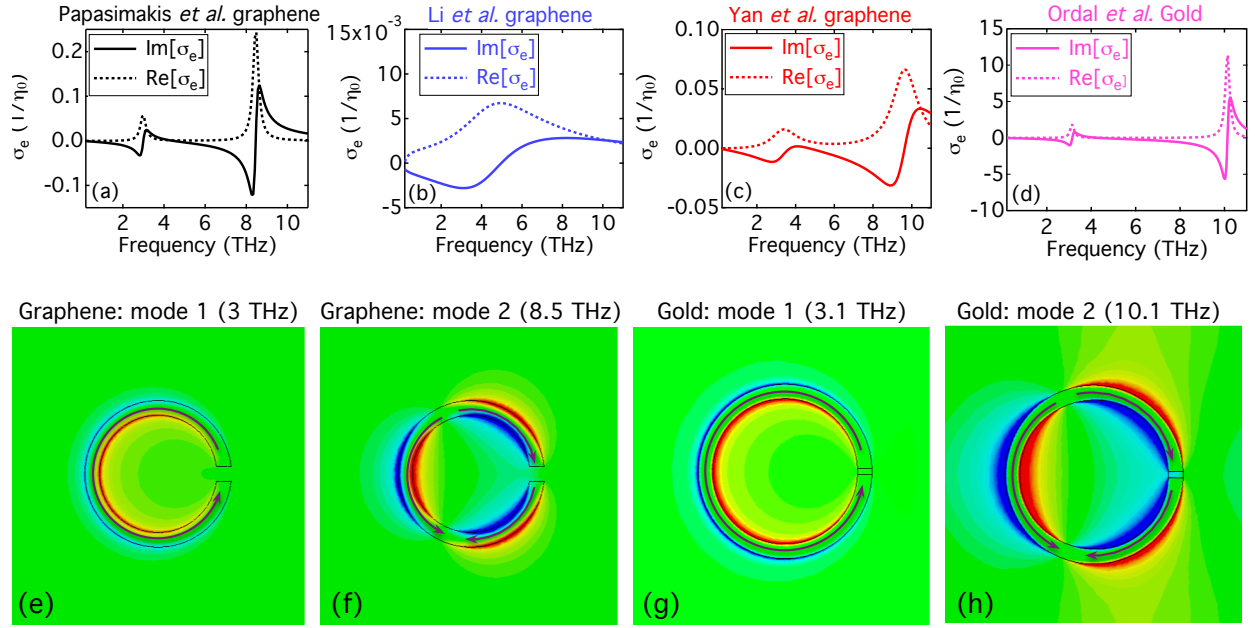 Papasimakis et al. graphene
0.2
0.1
0.0
-0.1
σe (1/η0)
Im[σe]
Re[σe]
(a)
2 4 6 8 10
Frequency (THz)
Li et al. graphene
15x10-3
10
5
0
-5
σe (1/η0)
Im[σe]
Re[σe]
(b)
2 4 6 8 10
Frequency (THz)
Yan et al. graphene
0.10
0.05
0.00
-0.05
σe (1/η0)
Im[σe]
Re[σe]
(c)
2 4 6 8 10
Frequency (THz)
Ordal et al. Gold
15
10
5
0
-5
-10
σe (1/η0)
Im[σe]
Re[σe]
(d)
2 4 6 8 10
Frequency (THz)
Graphene: mode 1 (3 THz)
(e)
Graphene: mode 2 (8.5 THz)
(f)
Gold: mode 1 (3.1 THz)
(g)
Gold: mode 2 (10.1 THz)
(h)